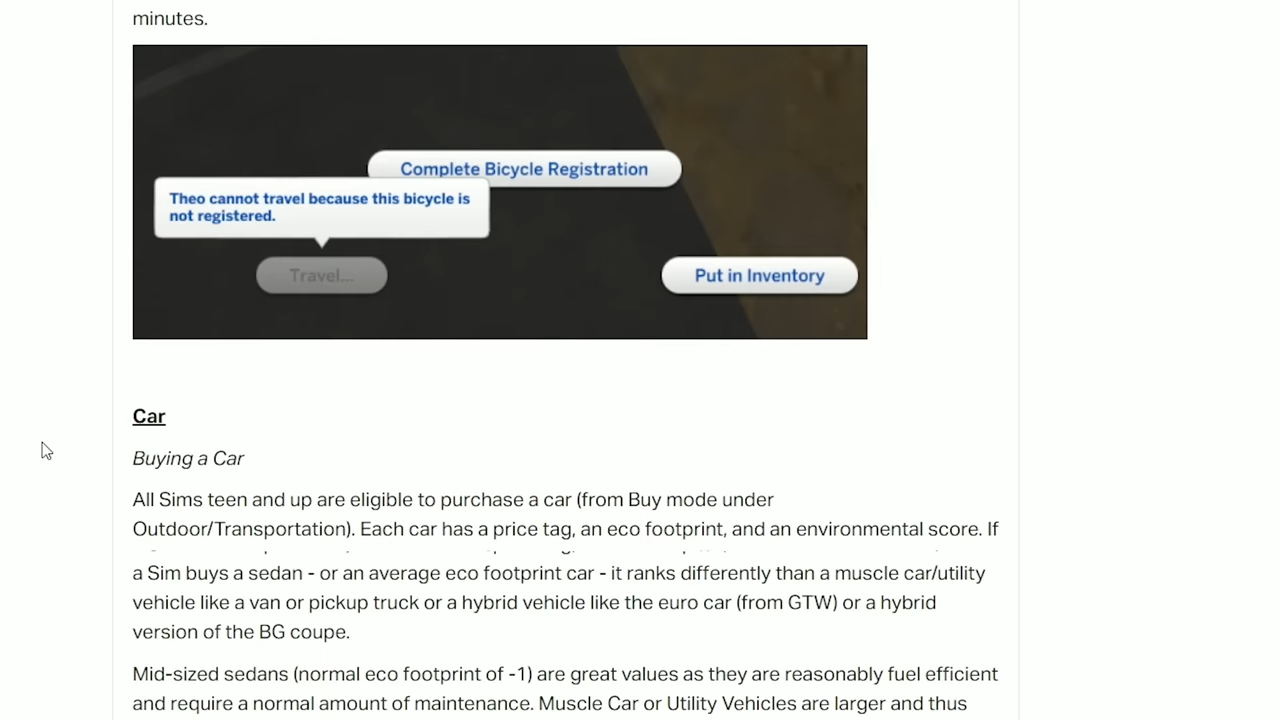 minutes.
Complete Bicycle Registration
Theo cannot travel because this bicycle is
not registered.
Travel...
Put in Inventory
Car
Buying a Car
All Sims teen and up are eligible to purchase a car (from Buy mode under
Outdoor/Transportation). Each car has a price tag, an eco footprint, and an environmental score. If
a Sim buys a sedan - or an average eco footprint car - it ranks differently than a muscle car/utility
vehicle like a van or pickup truck or a hybrid vehicle like the euro car (from GTW) or a hybrid
version of the BG coupe.
Mid-sized sedans (normal eco footprint of -1) are great values as they are reasonably fuel efficient
and require a normal amount of maintenance. Muscle Car or Utility Vehicles are larger and thus